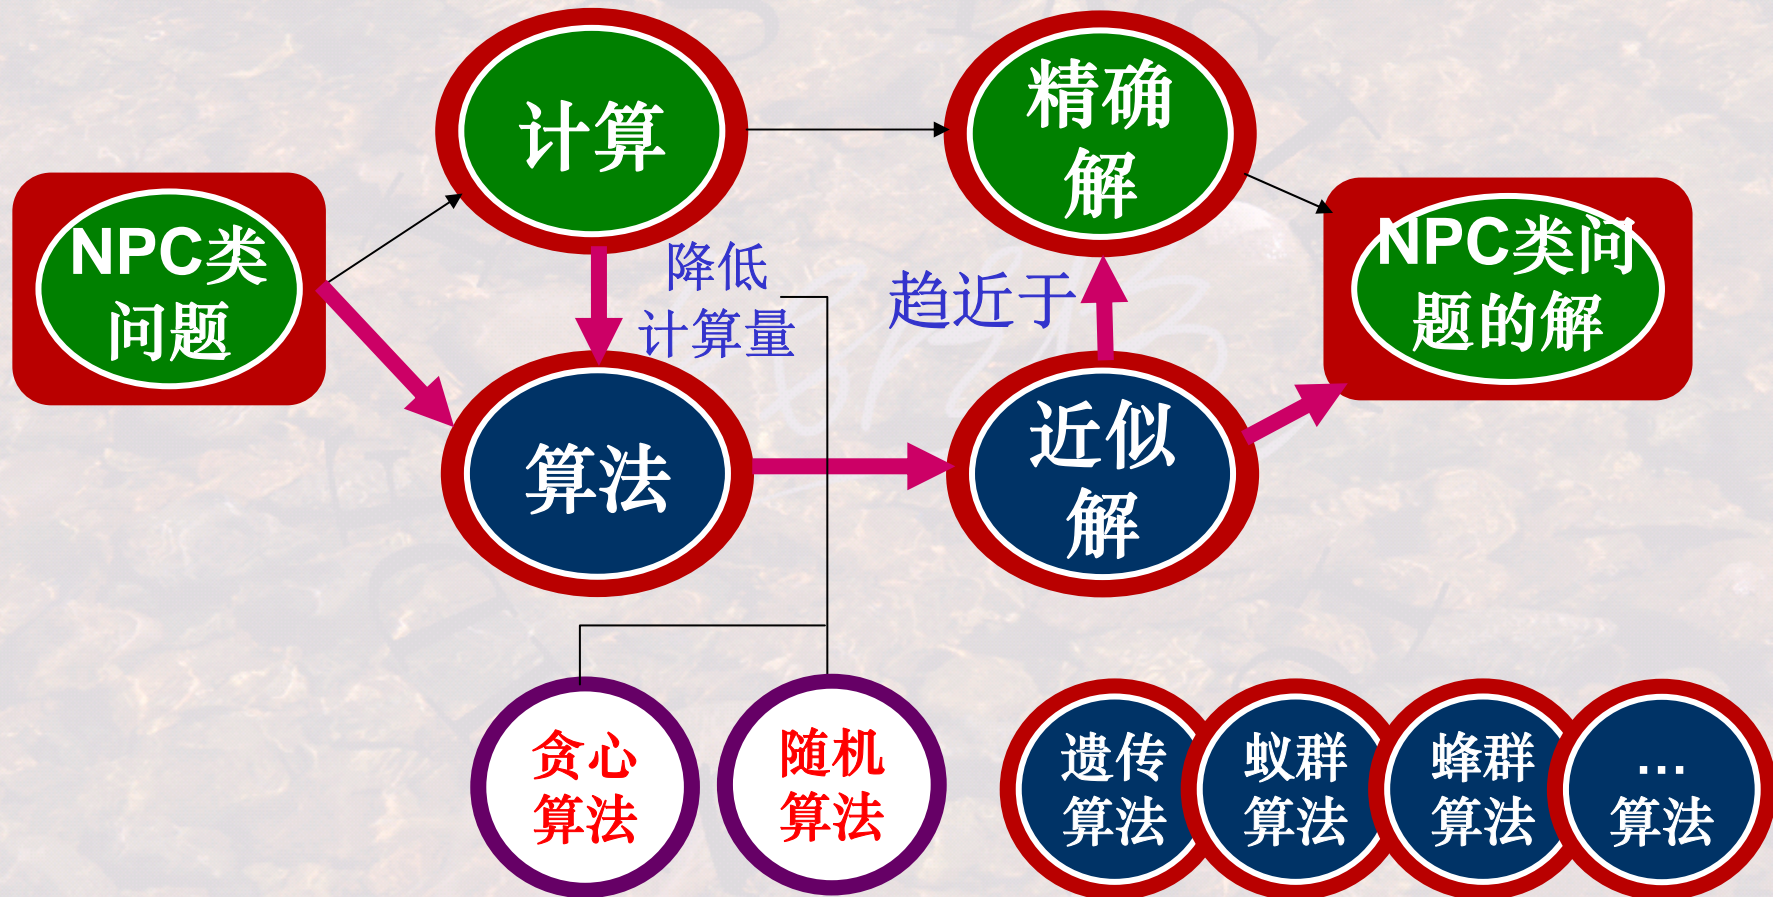 计算
精确
解
NPC类
问题
降低
计算量
趋近于
NPC类问
题的解
算法
近似
解
贪心
算法
随机
算法
遗传
算法
蚁群
算法
蜂群
算法
…
算法